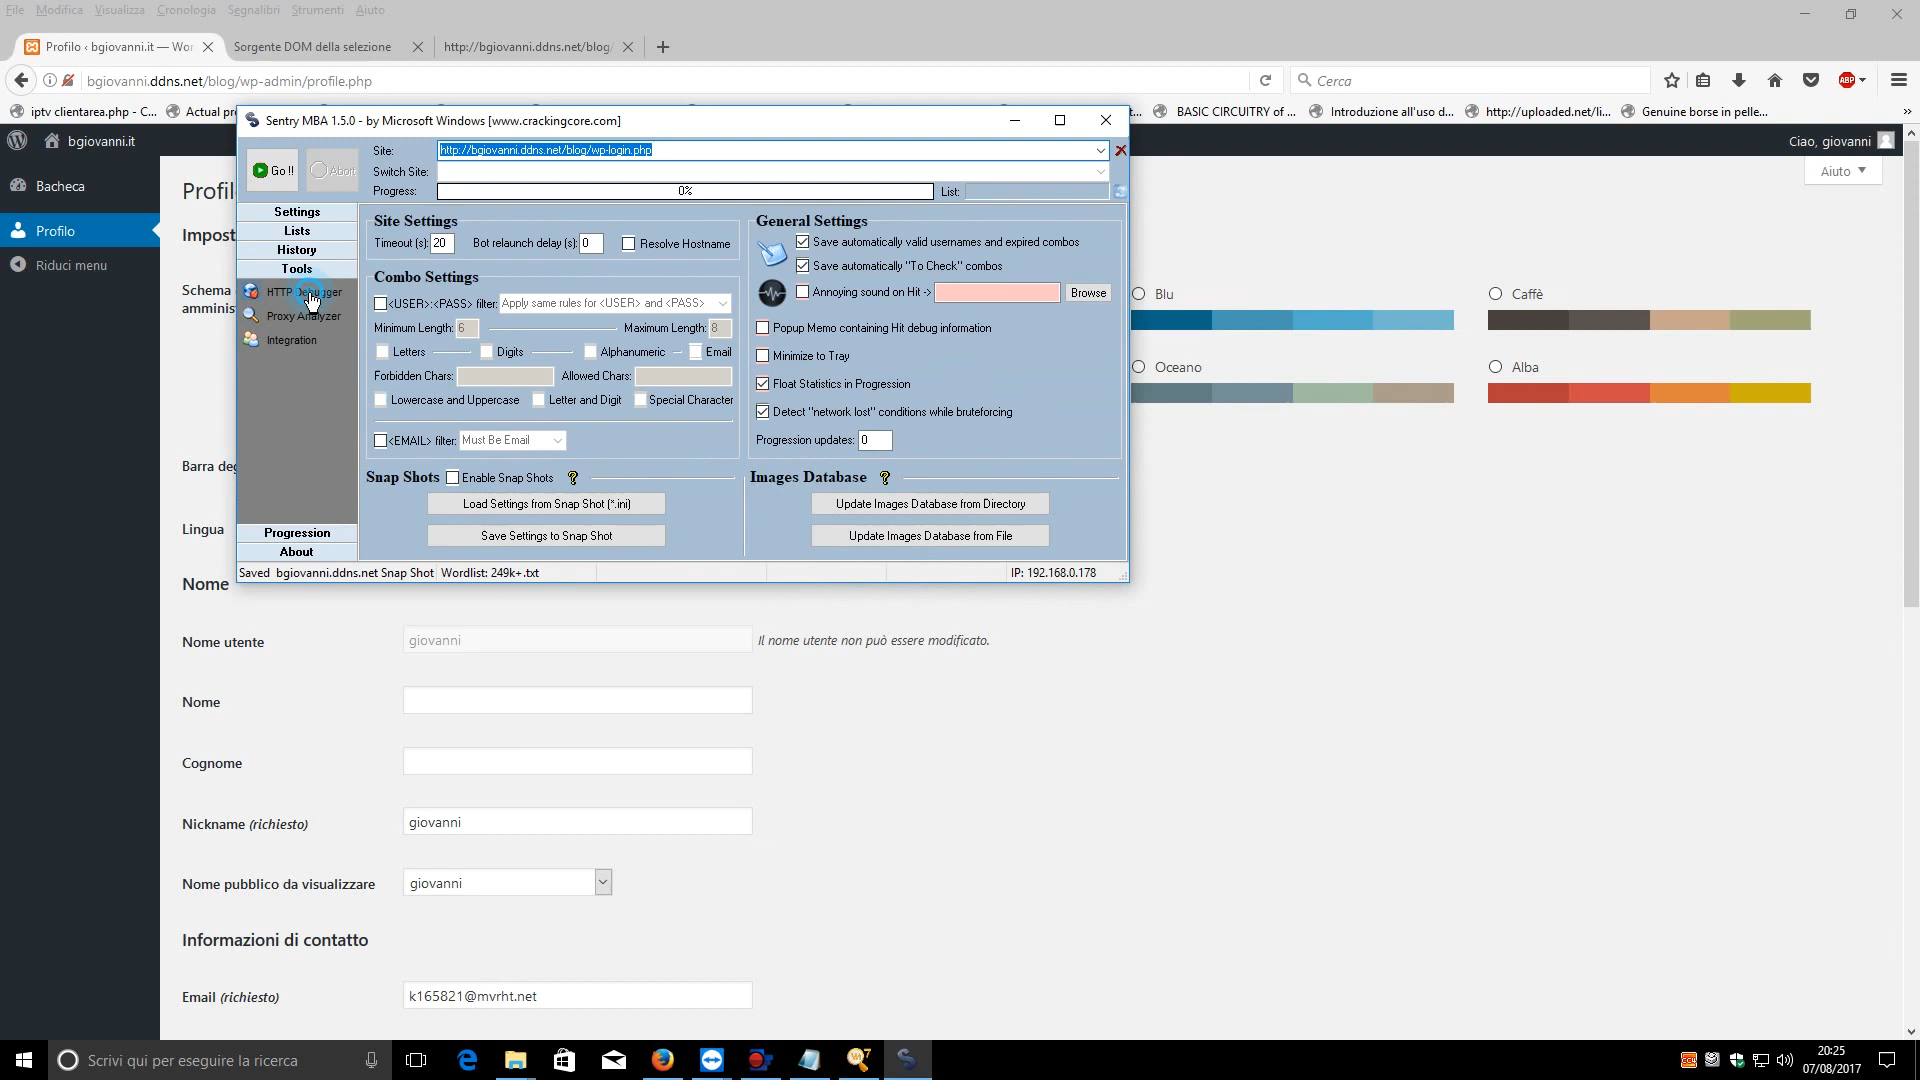 File Modifica Visualizza Cronologia Segnalibri Strumenti Aiuto
Profilo ‹ bgiovanni.it — Wor
Sorgente DOM della selezione
http://bgiovanni.ddns.net/blog/
bgiovanni.ddns.net/blog/wp-admin/profile.php
Cerca
ABP
iptv clientarea.php - C...
Actual pr
t...
BASIC CIRCUITRY of ...
Introduzione all'uso d...
http://uploaded.net/li...
Genuine borse in pelle...
bgiovanni.it
Ciao, giovanni
Bacheca
Profilo
Riduci menu
Aiuto
Profil
Impost
Schema
amminis
Barra deg
Lingua
Blu
Caffè
Oceano
Alba
Sentry MBA 1.5.0 - by Microsoft Windows [www.crackingcore.com]
Go !!
Abort
Site: http://bgiovanni.ddns.net/blog/wp-login.php
Switch Site:
Progress: 0% List:
Settings
Lists
History
Tools
HTTP Debugger
Proxy Analyzer
Integration
Progression
About
Site Settings
Timeout (s): 20 Bot relaunch delay (s): 0 Resolve Hostname
Combo Settings
<USER>:<PASS> filter: Apply same rules for <USER> and <PASS>
Minimum Length: 6 Maximum Length: 8
Letters Digits Alphanumeric Email
Forbidden Chars: Allowed Chars:
Lowercase and Uppercase Letter and Digit Special Character
<EMAIL> filter: Must Be Email
Snap Shots Enable Snap Shots ?
Load Settings from Snap Shot (*.ini)
Save Settings to Snap Shot
General Settings
Save automatically valid usernames and expired combos
Save automatically "To Check" combos
Annoying sound on Hit -> Browse
Popup Memo containing Hit debug information
Minimize to Tray
Float Statistics in Progression
Detect "network lost" conditions while bruteforcing
Progression updates: 0
Images Database ?
Update Images Database from Directory
Update Images Database from File
Saved bgiovanni.ddns.net Snap Shot Wordlist: 249k+.txt IP: 192.168.0.178
Nome
Nome utente giovanni Il nome utente non può essere modificato.
Nome
Cognome
Nickname (richiesto) giovanni
Nome pubblico da visualizzare giovanni
Informazioni di contatto
Email (richiesto) k165821@mvrht.net
Scrivi qui per eseguire la ricerca
20:25
07/08/2017